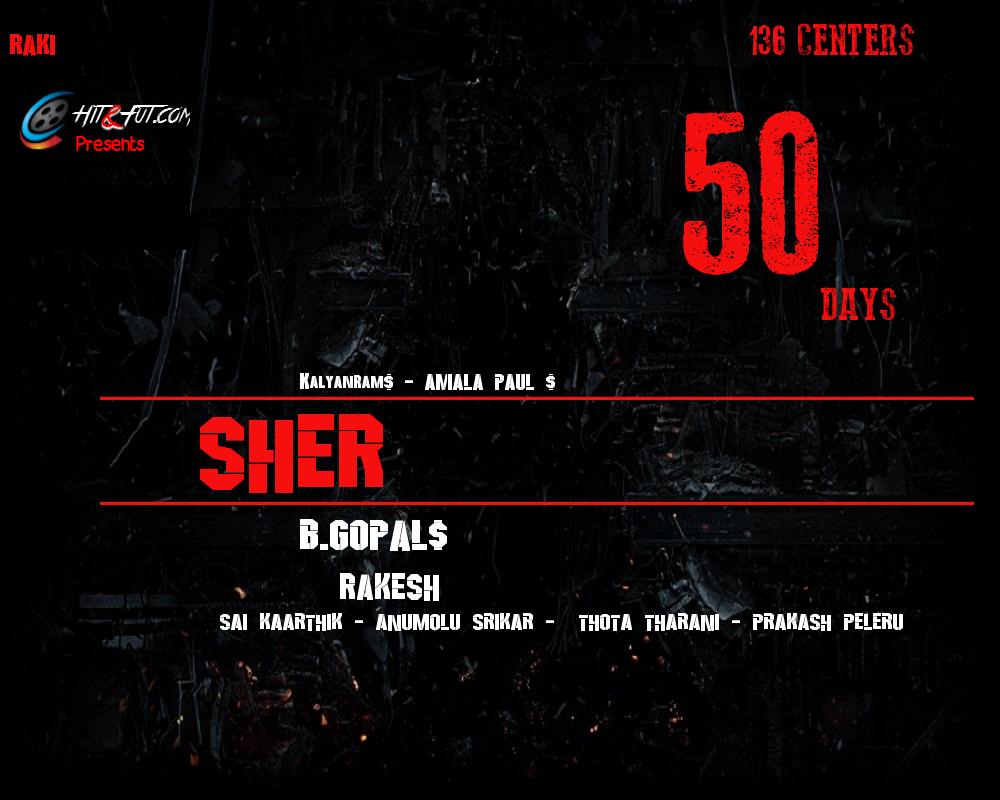 RAKI
136 CENTERS
HIT&FUT.COM
Presents
50
DAYS
KALYANRAM$ - AMALA PAUL $
SHER
B.GOPAL$
RAKESH
SAI KAARTHIK - ANUMOLU SRIKAR - THOTA THARANI - PRAKASH PELERU